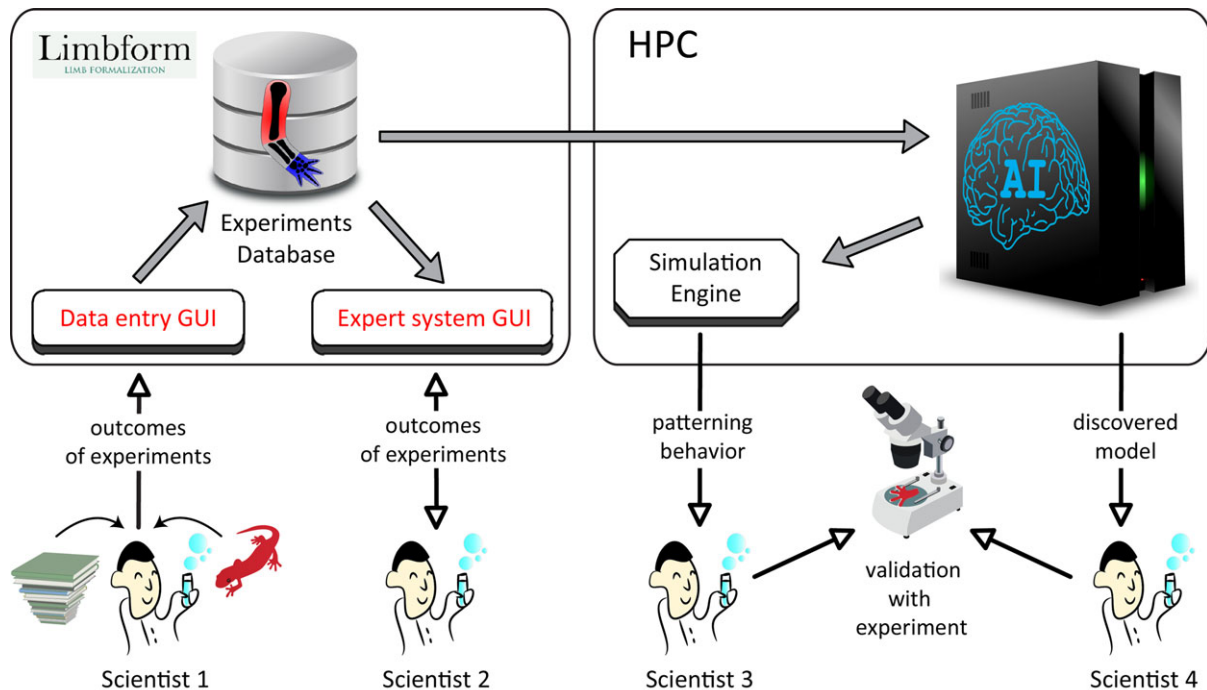 Limbform
LIMB FORMALIZATION
Experiments
Database
Data entry GUI
Expert system GUI
HPC
AI
Simulation
Engine
outcomes
of experiments
outcomes
of experiments
patterning
behavior
discovered
model
validation
with
experiment
Scientist 1
Scientist 2
Scientist 3
Scientist 4